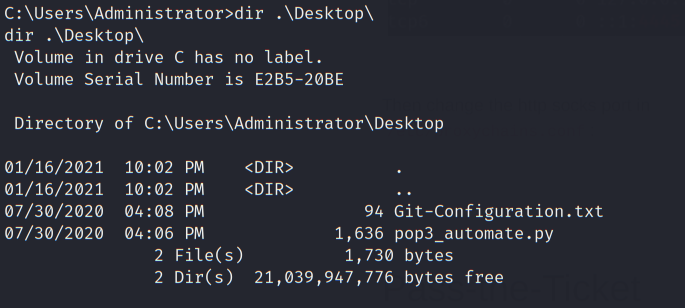 C:\Users\Administrator>dir .\Desktop\
dir .\Desktop\
 Volume in drive C has no label.
 Volume Serial Number is E2B5-20BE

 Directory of C:\Users\Administrator\Desktop

01/16/2021  10:02 PM    <DIR>          .
01/16/2021  10:02 PM    <DIR>          ..
07/30/2020  04:08 PM                94 Git-Configuration.txt
07/30/2020  04:06 PM             1,636 pop3_automate.py
               2 File(s)          1,730 bytes
               2 Dir(s)  21,039,947,776 bytes free